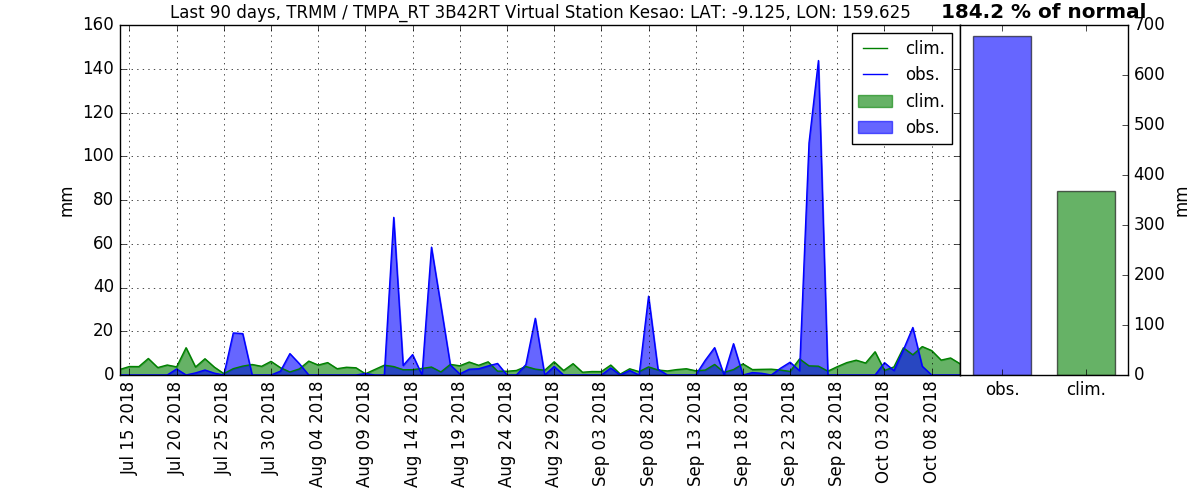 Last 90 days, TRMM / TMPA_RT 3B42RT Virtual Station Kesao: LAT: -9.125, LON: 159.625
184.2 % of normal
160
140
120
100
80
60
40
20
0
mm
clim.
obs.
clim.
obs.
Jul 15 2018
Jul 20 2018
Jul 25 2018
Jul 30 2018
Aug 04 2018
Aug 09 2018
Aug 14 2018
Aug 19 2018
Aug 24 2018
Aug 29 2018
Sep 03 2018
Sep 08 2018
Sep 13 2018
Sep 18 2018
Sep 23 2018
Sep 28 2018
Oct 03 2018
Oct 08 2018
700
600
500
400
300
200
100
0
mm
obs.
clim.